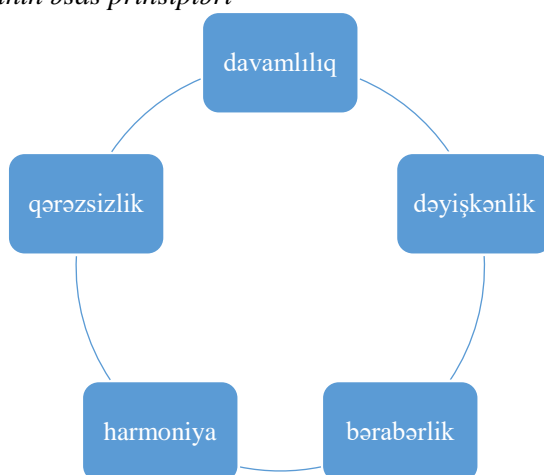 əsas prinsipləri
davamlılıq
qərəzsizlik
dəyişkənlik
harmoniya
bərabərlik